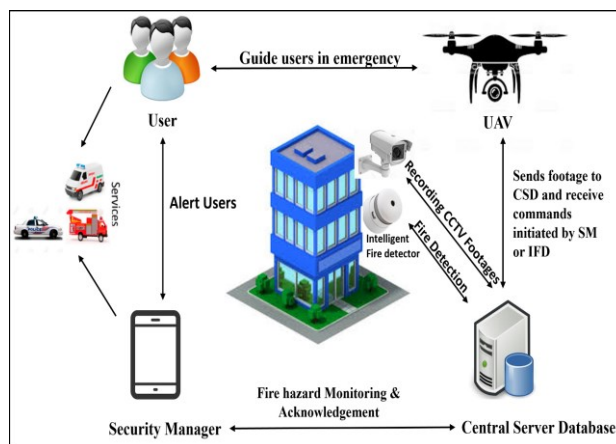 Guide users in emergency
User
UAV
Services
Alert Users
Recording CCTV Footages
Intelligent
Fire detector
Fire Detection
Sends footage to
CSD and receive
commands
initiated by SM
or IFD
Fire hazard Monitoring &
Acknowledgement
Security Manager
Central Server Database